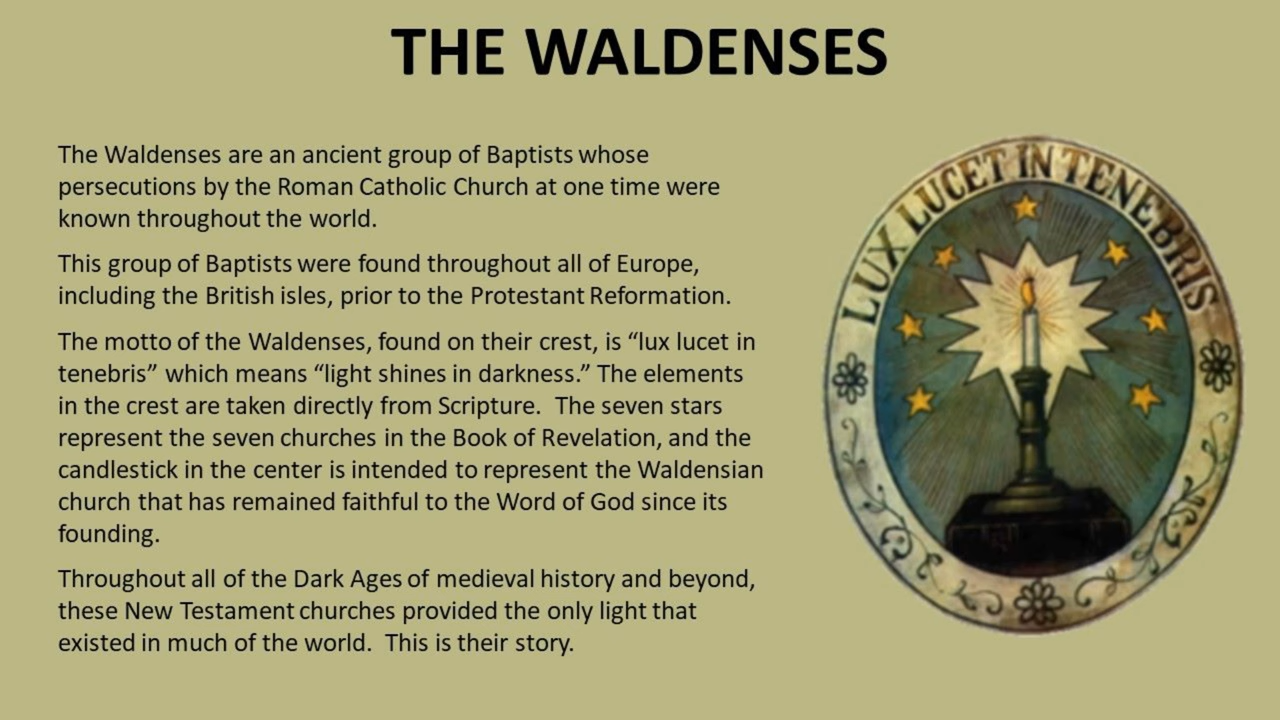 THE WALDENSES
The Waldenses are an ancient group of Baptists whose
persecutions by the Roman Catholic Church at one time were
known throughout the world.
This group of Baptists were found throughout all of Europe,
including the British isles, prior to the Protestant Reformation.
The motto of the Waldenses, found on their crest, is “lux lucet in
tenebris” which means “light shines in darkness.” The elements
in the crest are taken directly from Scripture.  The seven stars
represent the seven churches in the Book of Revelation, and the
candlestick in the center is intended to represent the Waldensian
church that has remained faithful to the Word of God since its
founding.
Throughout all of the Dark Ages of medieval history and beyond,
these New Testament churches provided the only light that
existed in much of the world.  This is their story.
LUX LUCET IN TENEBRIS